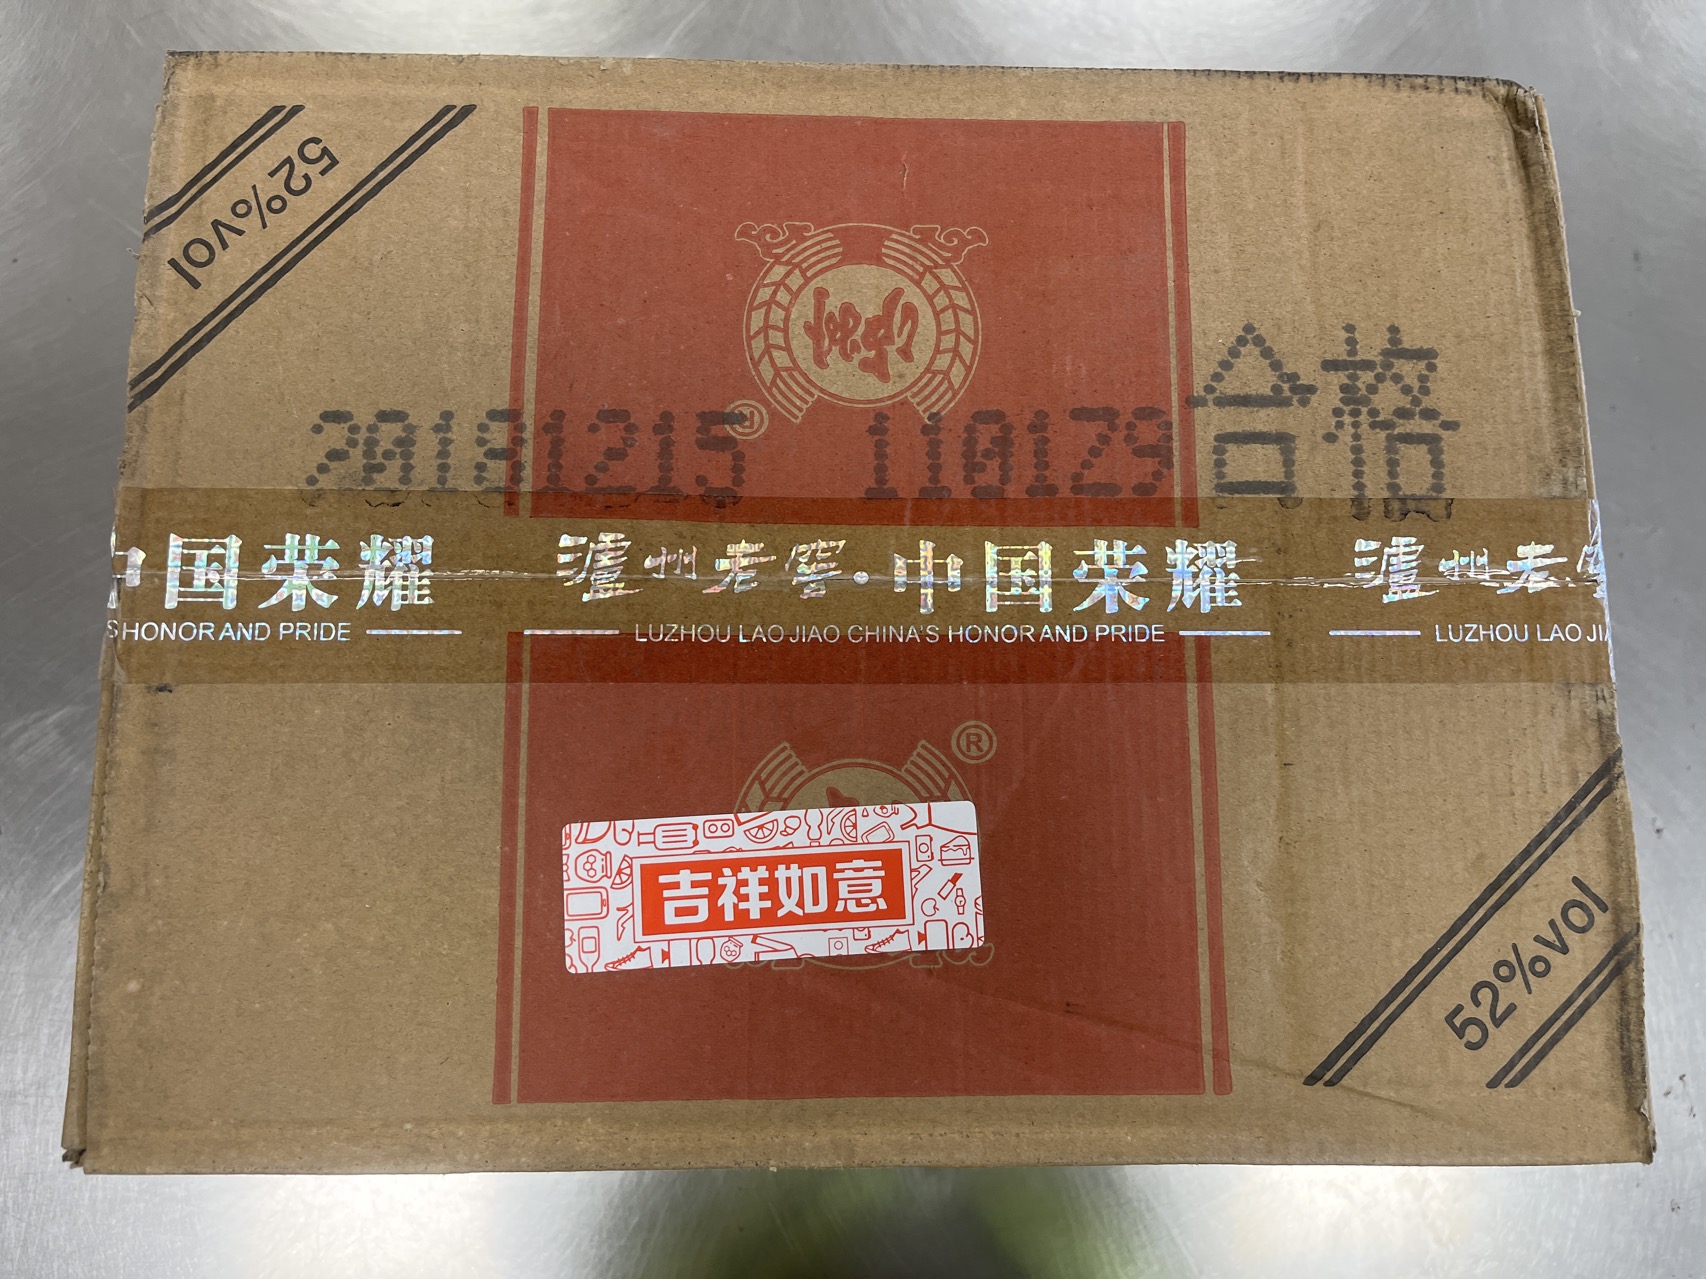 52%vol
20181215 110129 合格
中国荣耀 泸州老窖·中国荣耀 泸州老窖
S HONOR AND PRIDE LUZHOU LAO JIAO CHINA'S HONOR AND PRIDE LUZHOU LAO JIA
®
吉祥如意
52%vol